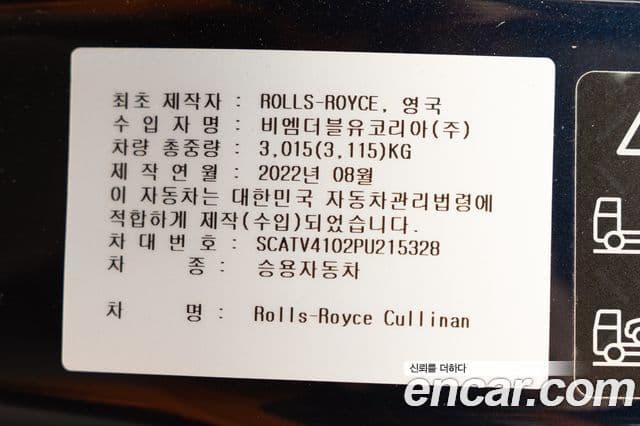 최초 제작자 : ROLLS-ROYCE, 영국
수 입 자 명 : 비엠더블유코리아(주)
차량 총중량 : 3,015(3,115)KG
제 작 연 월 : 2022년 08월
이 자동차는 대한민국 자동차관리법령에
적합하게 제작(수입)되었습니다.
차 대 번 호 : SCATV4102PU215328
차 종 : 승용자동차
차 명 : Rolls-Royce Cullinan
신뢰를 더하다
encar.com